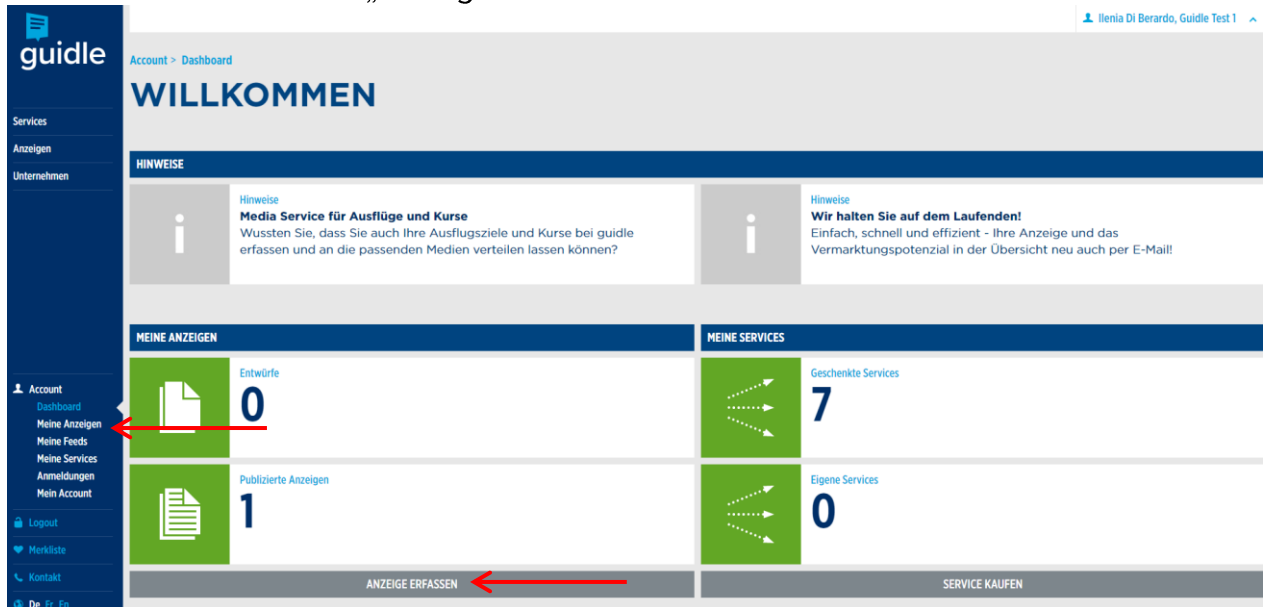 Ilenia Di Berardo, Guidle Test 1
guidle
Account > Dashboard
WILLKOMMEN
Services
Anzeigen
Unternehmen
HINWEISE
Hinweise
Media Service für Ausflüge und Kurse
Wussten Sie, dass Sie auch Ihre Ausflugsziele und Kurse bei guidle
erfassen und an die passenden Medien verteilen lassen können?
Hinweise
Wir halten Sie auf dem Laufenden!
Einfach, schnell und effizient - Ihre Anzeige und das
Vermarktungspotenzial in der Übersicht neu auch per E-Mail!
MEINE ANZEIGEN
Entwürfe
0
Publizierte Anzeigen
1
ANZEIGE ERFASSEN
MEINE SERVICES
Geschenkte Services
7
Eigene Services
0
SERVICE KAUFEN
Account
Dashboard
Meine Anzeigen
Meine Feeds
Meine Services
Anmeldungen
Mein Account
Logout
Merkliste
Kontakt
De Fr En